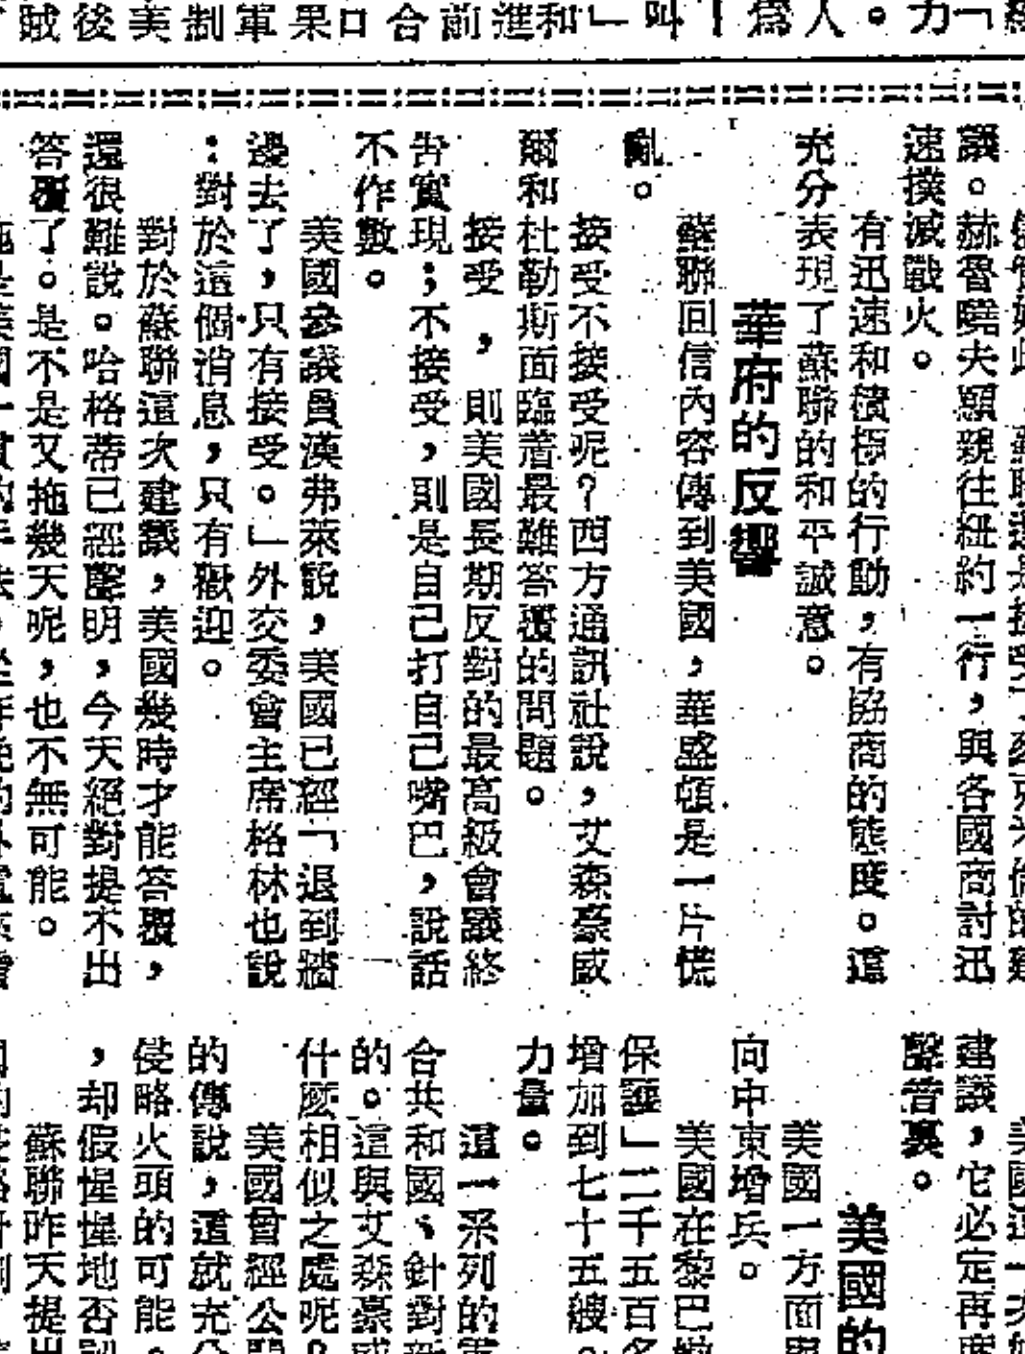 議。赫魯曉夫願親往紐約一行，與各國商討迅
速撲滅戰火。
有迅速和積極的行動，有協商的態度。這
充分表現了蘇聯的和平誠意。
華府的反響
蘇聯回信內容傳到美國，華盛頓是一片慌
亂。
接受不接受呢？西方通訊社說，艾森豪威
爾和杜勒斯面臨着最難答覆的問題。
接受，則美國長期反對的最高級會議終
告實現；不接受，則是自己打自己嘴巴，說話
不作數。
美國參議員漢弗萊說，美國已經「退到牆
邊去了，只有接受。」外交委會主席格林也說
：對於這個消息，只有歡迎。
對於蘇聯這次建議，美國幾時才能答覆，
還很難說。哈格蒂已經聲明，今天絕對提不出
答覆了。是不是又拖幾天呢，也不無可能。
建議，它必定再
聲音裏。
美國的
美國一方面
向中東增兵。
美國在黎巴
保護」二千五百名
增加到七十五艘。
力量。
這一系列的
合共和國、針對
的。這與艾森豪威
什麼相似之處呢
美國曾經公
的傳說，這就充分
侵略火頭的可能。
，却假惺惺地否認
蘇聯昨天提出